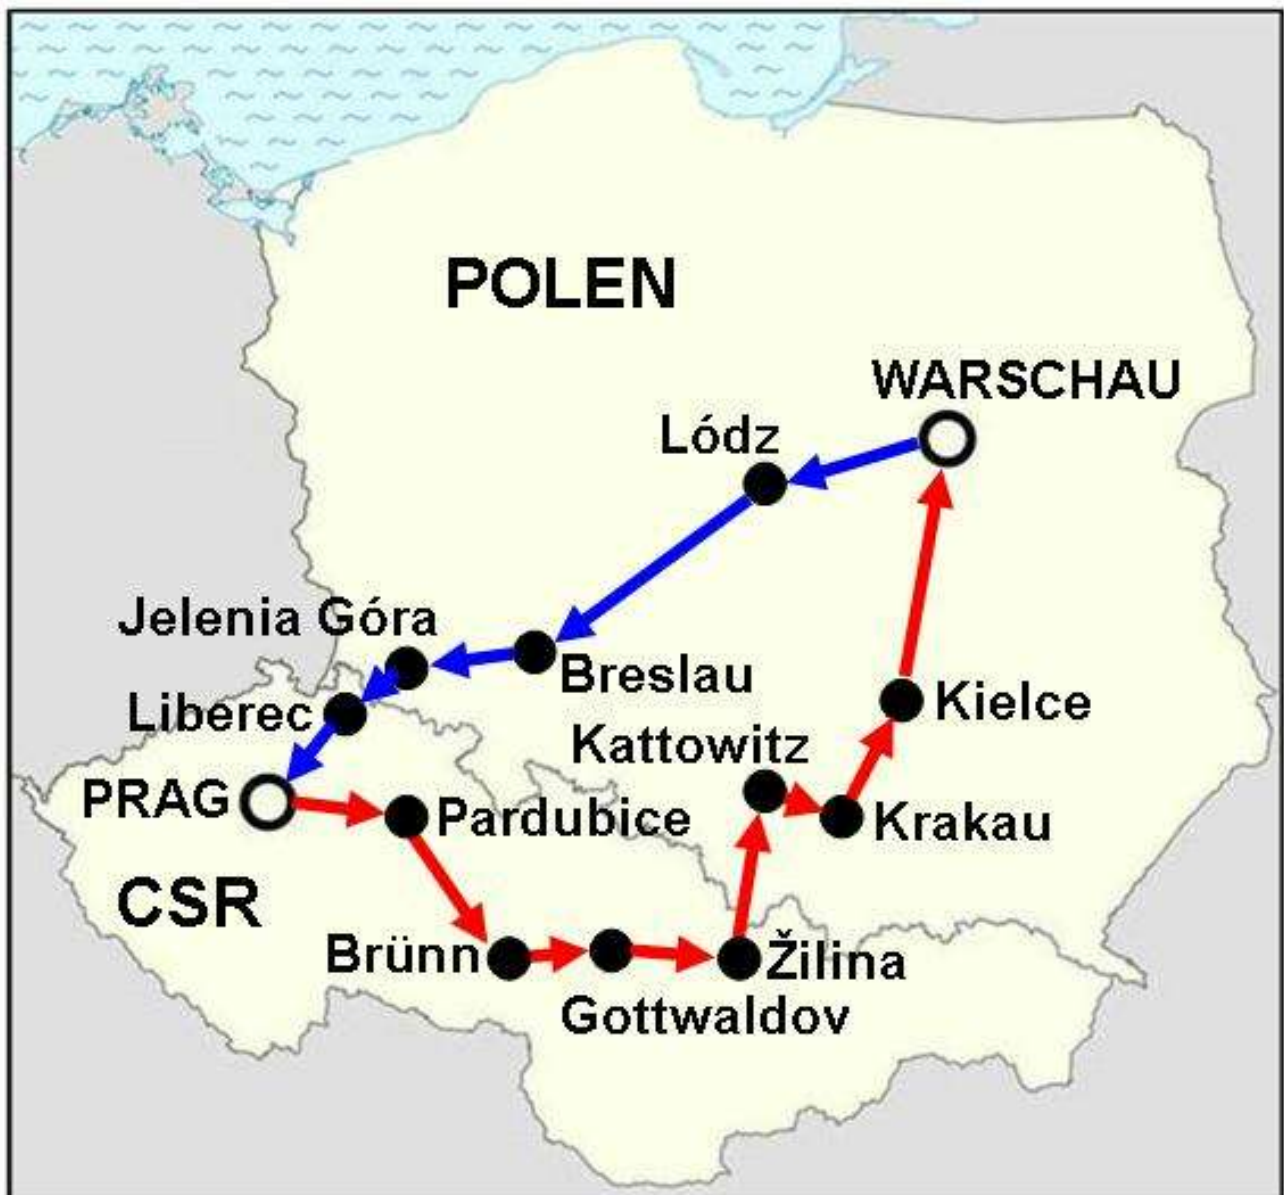 POLEN
WARSCHAU
Lódz
Jelenia Góra
Breslau
Liberec
Kielce
Kattowitz
PRAG
Pardubice
Krakau
CSR
Brünn
Žilina
Gottwaldov